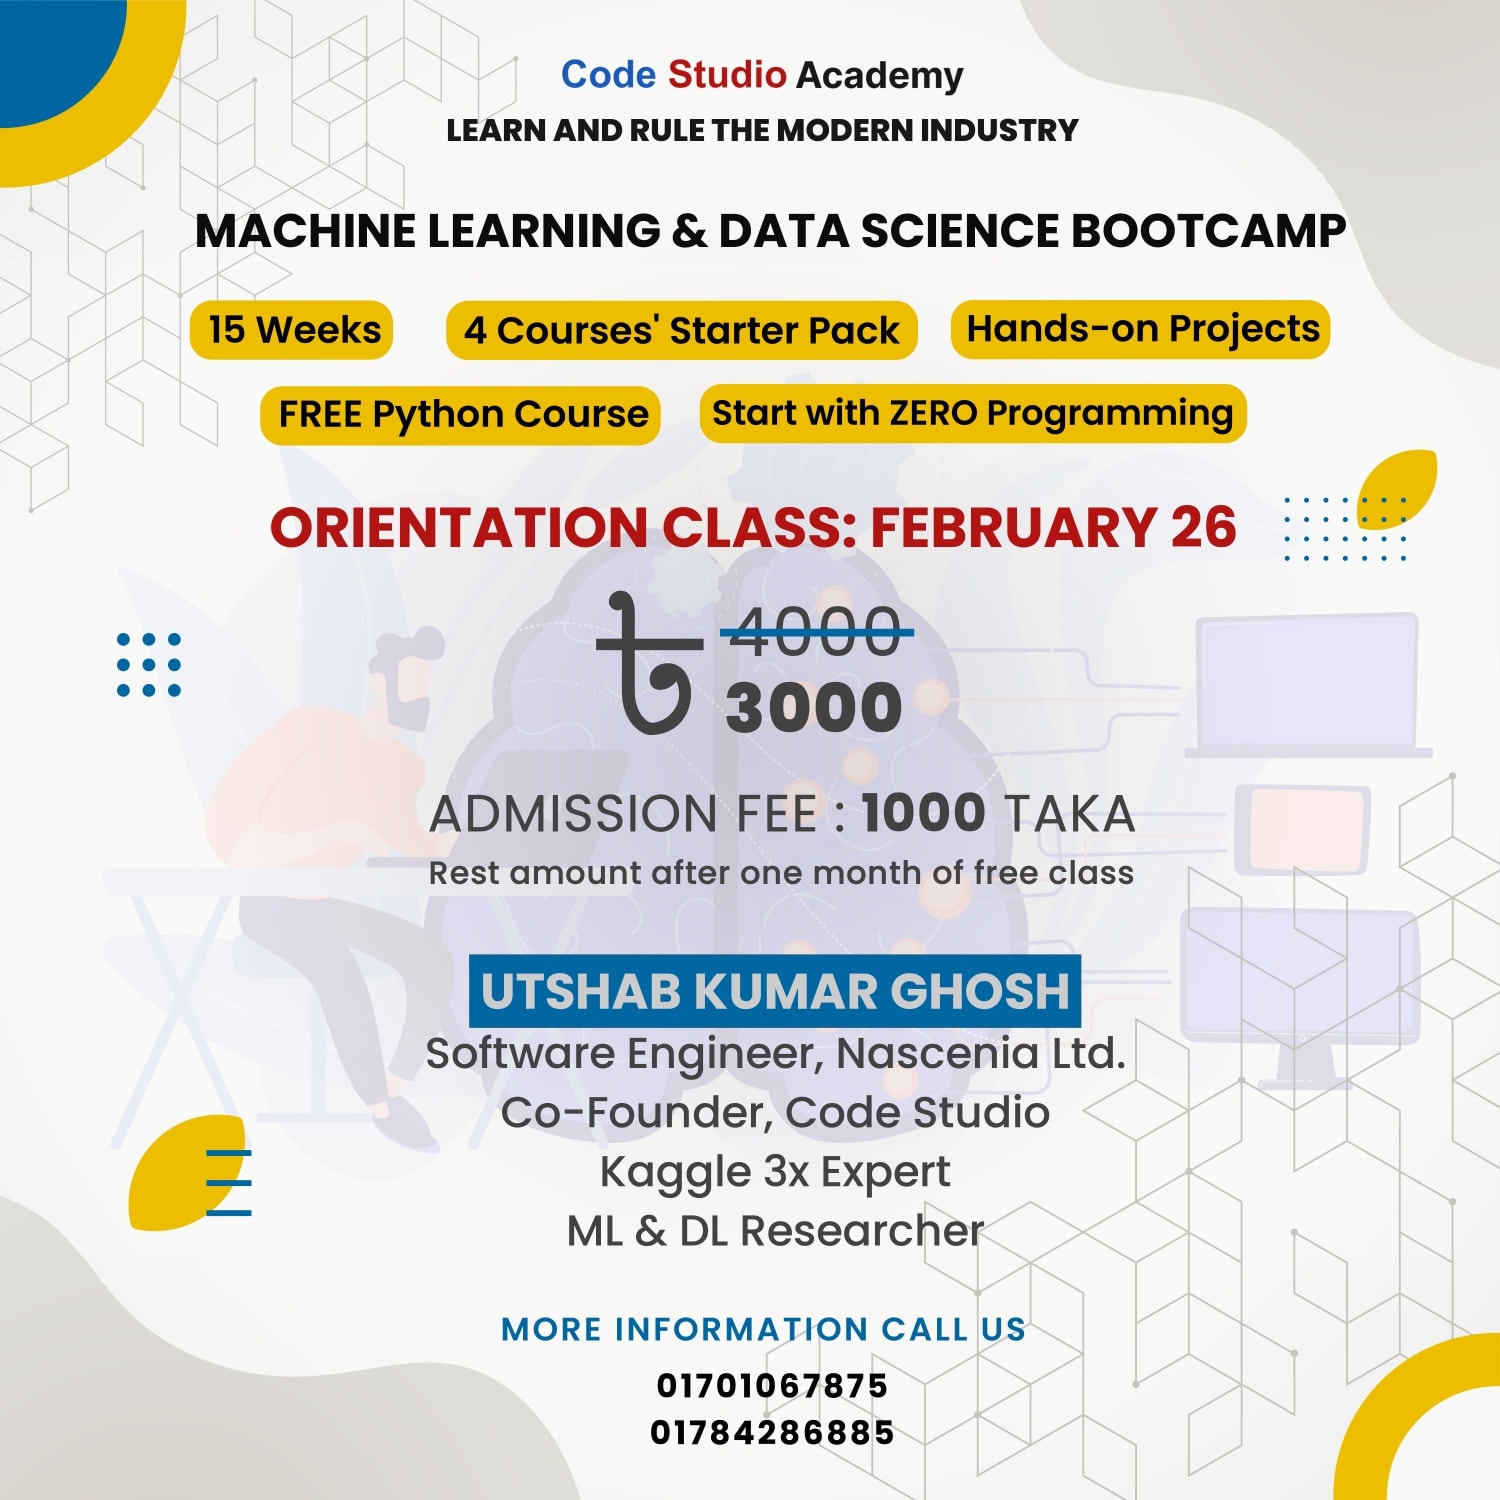 Code Studio Academy
LEARN AND RULE THE MODERN INDUSTRY
MACHINE LEARNING & DATA SCIENCE BOOTCAMP
15 Weeks
4 Courses' Starter Pack
Hands-on Projects
FREE Python Course
Start with ZERO Programming
ORIENTATION CLASS: FEBRUARY 26
৳ 4000
3000
ADMISSION FEE : 1000 TAKA
Rest amount after one month of free class
UTSHAB KUMAR GHOSH
Software Engineer, Nascenia Ltd.
Co-Founder, Code Studio
Kaggle 3x Expert
ML & DL Researcher
MORE INFORMATION CALL US
01701067875
01784286885